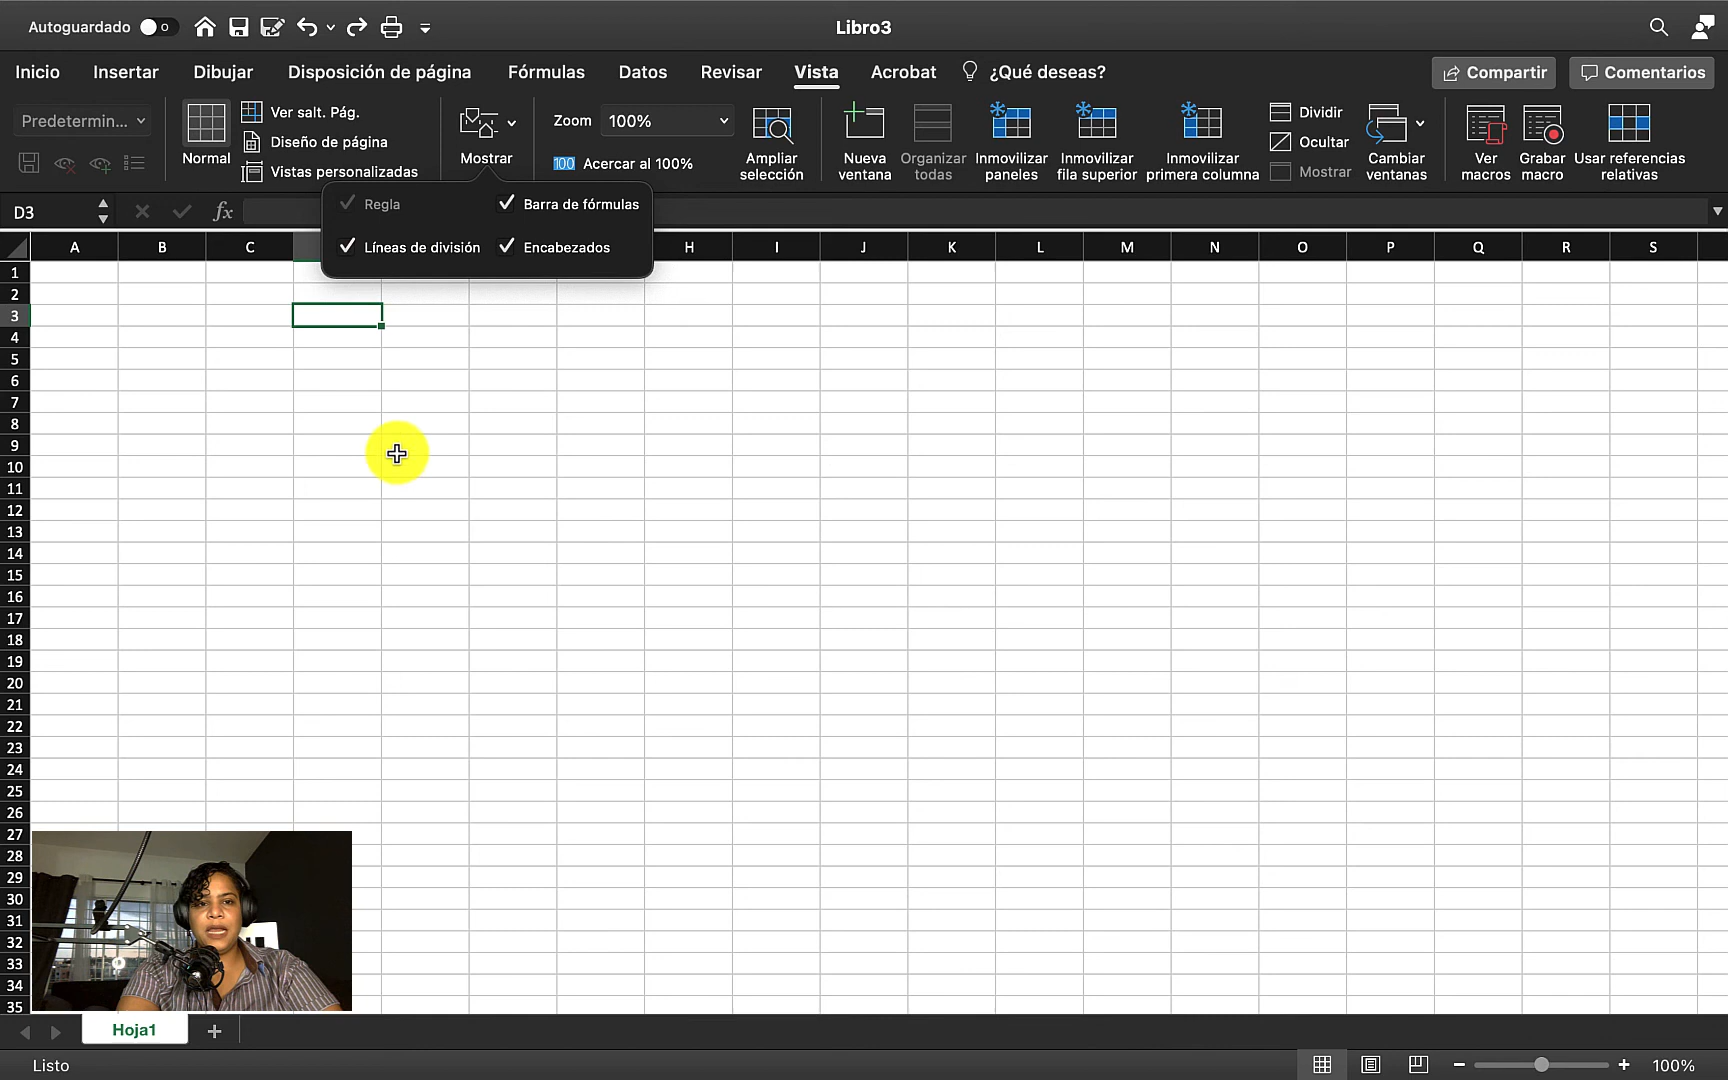 Autoguardado
Libro3
Inicio Insertar Dibujar Disposición de página Fórmulas Datos Revisar Vista Acrobat ¿Qué deseas? Compartir Comentarios
Predetermin...
Normal
Ver salt. Pág.
Diseño de página
Vistas personalizadas
Mostrar
Zoom 100%
100 Acercar al 100%
Ampliar
selección
Nueva
ventana
Organizar
todas
Inmovilizar
paneles
Inmovilizar
fila superior
Inmovilizar
primera columna
Dividir
Ocultar
Mostrar
Cambiar
ventanas
Ver
macros
Grabar
macro
Usar referencias
relativas
D3 fx
Regla Barra de fórmulas
Líneas de división Encabezados
A B C H I J K L M N O P Q R S
1
2
3
4
5
6
7
8
9
10
11
12
13
14
15
16
17
18
19
20
21
22
23
24
25
26
27
28
29
30
31
32
33
34
35
Hoja1
Listo 100%